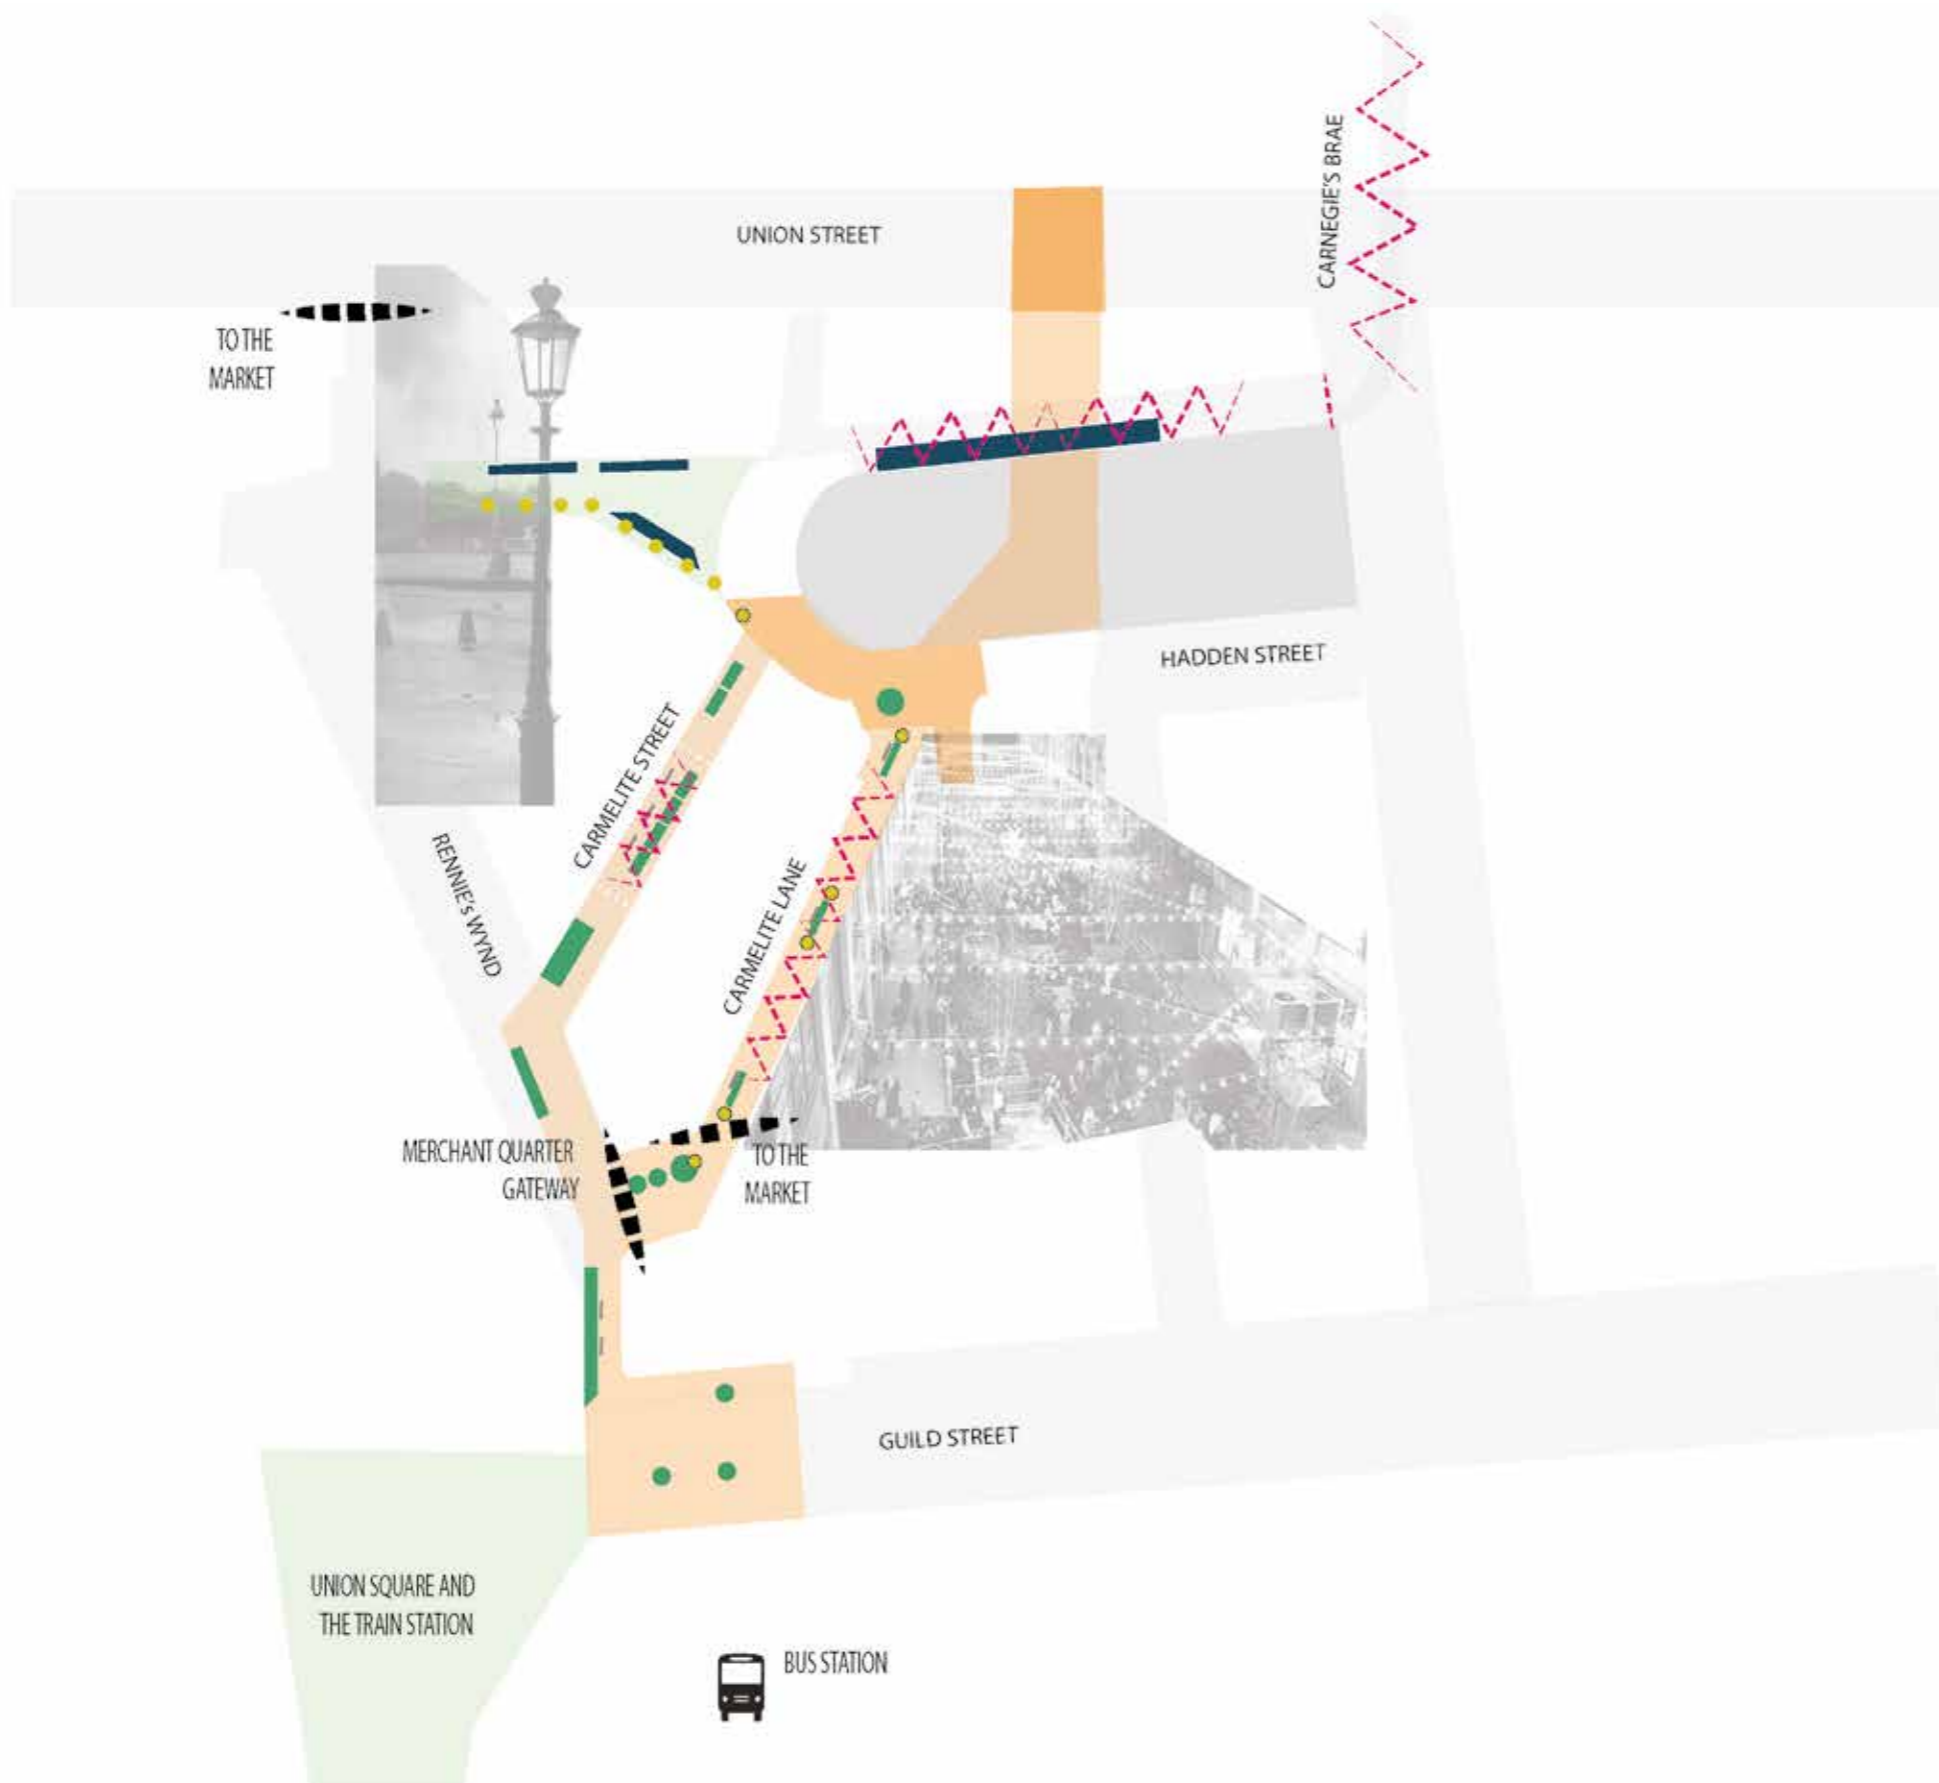 CARNEGIE'S BRAE
UNION STREET
TO THE
MARKET
HADDEN STREET
CARMELITE STREET
RENNIE's WYND
CARMELITE LANE
MERCHANT QUARTER
GATEWAY
TO THE
MARKET
GUILD STREET
UNION SQUARE AND
THE TRAIN STATION
BUS STATION